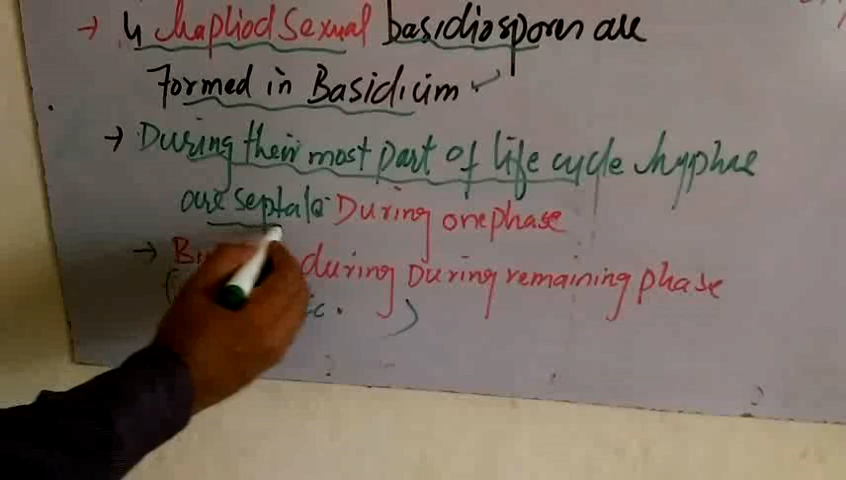 → 4 hapliod sexual basidiospores are
Formed in Basidium
→ During their most part of life cycle hyphae
are septate During one phase
→ during During remaining phase